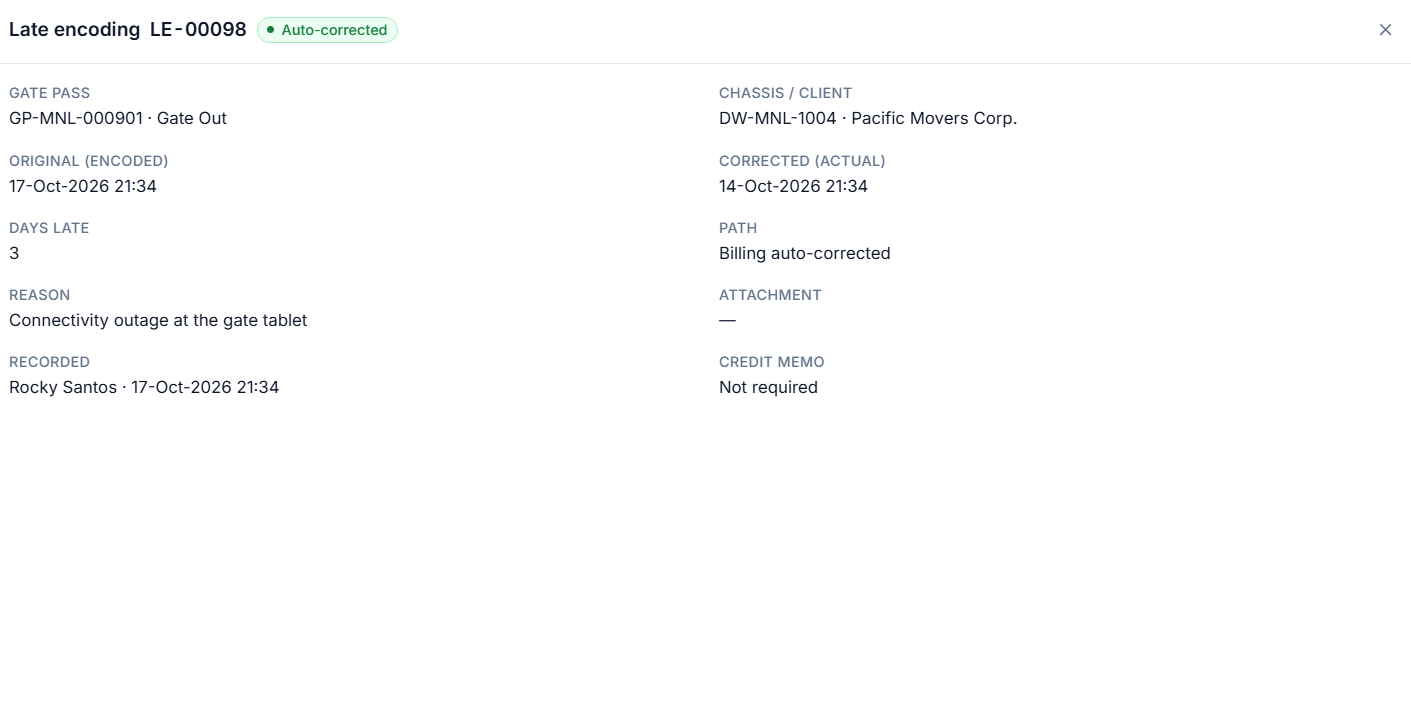 Late encoding LE-00098 Auto-corrected
GATE PASS
GP-MNL-000901 · Gate Out
CHASSIS / CLIENT
DW-MNL-1004 · Pacific Movers Corp.
ORIGINAL (ENCODED)
17-Oct-2026 21:34
CORRECTED (ACTUAL)
14-Oct-2026 21:34
DAYS LATE
3
PATH
Billing auto-corrected
REASON
Connectivity outage at the gate tablet
ATTACHMENT
—
RECORDED
Rocky Santos · 17-Oct-2026 21:34
CREDIT MEMO
Not required